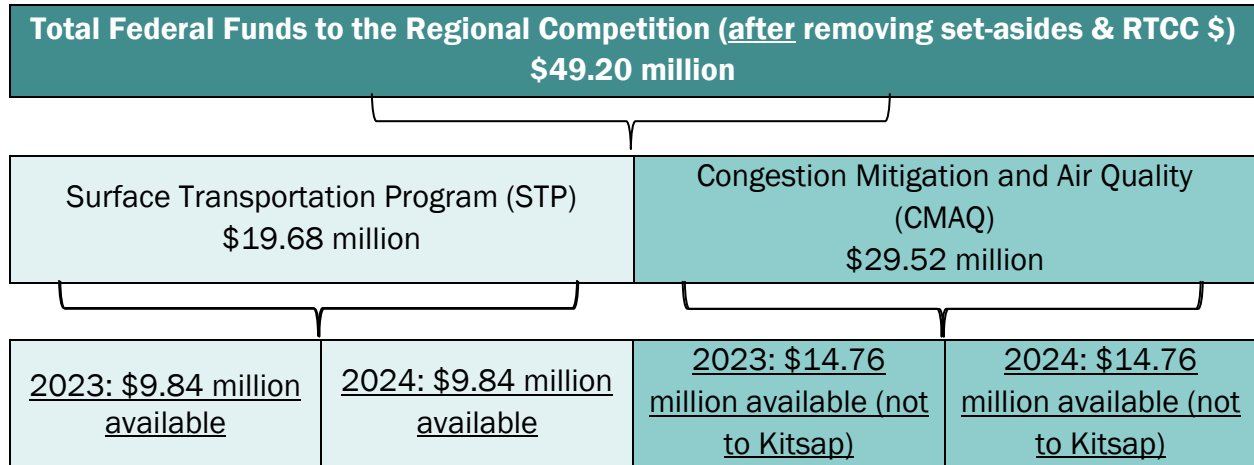 Total Federal Funds to the Regional Competition (after removing set-asides & RTCC $)
$49.20 million
Surface Transportation Program (STP)
$19.68 million
Congestion Mitigation and Air Quality
(CMAQ)
$29.52 million
2023: $9.84 million
available
2024: $9.84 million
available
2023: $14.76
million available (not
to Kitsap)
2024: $14.76
million available (not
to Kitsap)